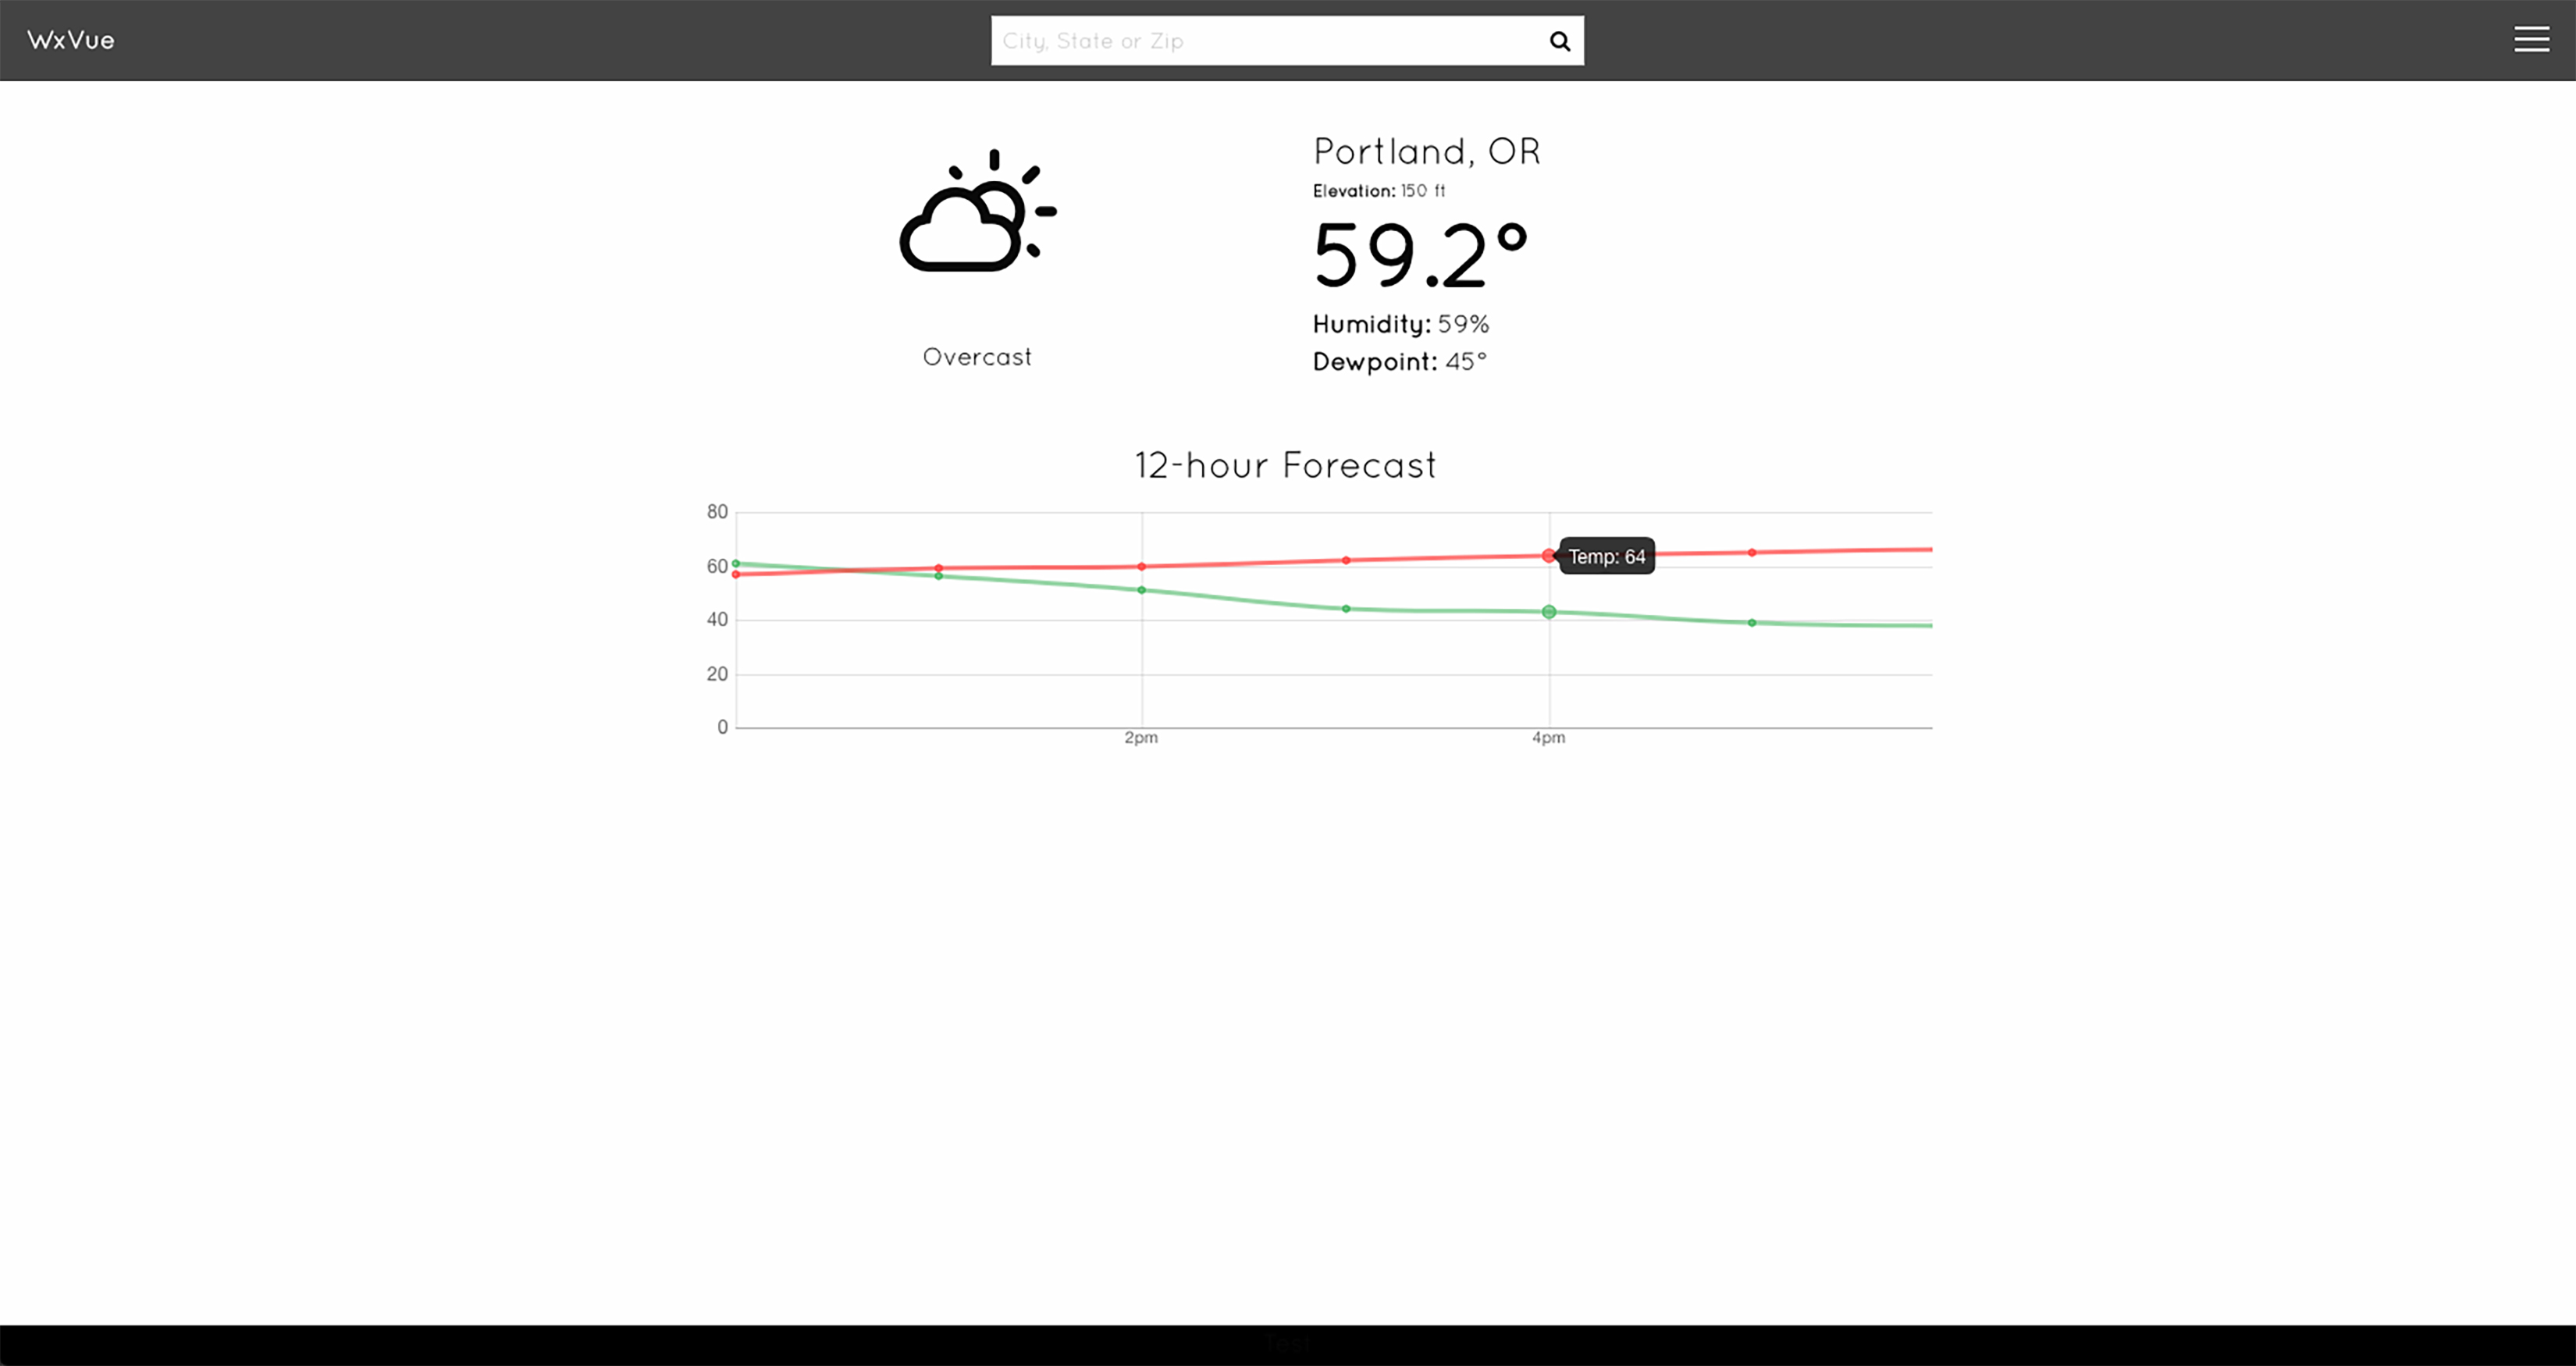 WxVue
City, State or Zip
Portland, OR
Elevation: 150 ft
59.2°
Humidity: 59%
Dewpoint: 45°
Overcast
12-hour Forecast
80
60
40
20
0
Temp: 64
2pm
4pm
Test